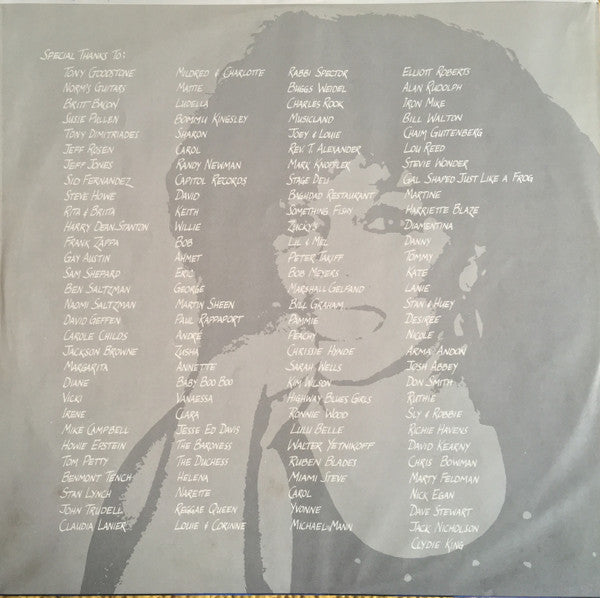 Special Thanks To:
Tony Goodstone
Norm's Guitars
Britt Bacon
Susie Pullen
Tony Dimitriades
Jeff Rosen
Jeff Jones
Sid Fernandez
Steve Howe
Rita & Brita
Harry Dean Stanton
Frank Zappa
Gay Austin
Sam Shepard
Ben Saltzman
Naomi Saltzman
David Geffen
Carole Childs
Jackson Browne
Margarita
Diane
Vicki
Irene
Mike Campbell
Howie Epstein
Tom Petty
Benmont Tench
Stan Lynch
John Trudell
Claudia Lanier
Mildred & Charlotte
Matie
Ludella
Bommu Kingsley
Sharon
Carol
Randy Newman
Capitol Records
David
Keith
Willie
Bob
Ahmet
Eric
George
Martin Sheen
Paul Rappaport
André
Zusha
Annette
Baby Boo Boo
Vanaessa
Clara
Jesse Ed Davis
The Baroness
The Duchess
Helena
Nareite
Reggae Queen
Louie & Corinne
Rabbi Spector
Buggs Weidel
Charles Rook
Musicland
Joey & Louie
Rev. T. Alexander
Mark Knopfler
Stage Deli
Baghdad Restaurant
Something Fishy
Zucky's
Lil & Mel
Peter Tariff
Bob Meyers
Marshall Gelfand
Bill Graham
Pammie
Peach
Chrissie Hynde
Sarah Wells
Kim Wilson
Highway Blues Girls
Ronnie Wood
Lulu Belle
Walter Yetnikoff
Ruben Blades
Miami Steve
Carol
Yvonne
Michael Mann
Elliott Roberts
Alan Rudolph
Iron Mike
Bill Walton
Chaim Guttenberg
Lou Reed
Stevie Wonder
Gal Shaped Just Like a Frog
Martine
Harriette Blaze
Diamentina
Danny
Tommy
Kate
Lanie
Stan & Huey
Desiree
Nicole
Arma Andon
Josh Abbey
Don Smith
Ruthie
Sly & Robbie
Richie Havens
David Kearny
Chris Bowman
Marty Feldman
Nick Egan
Dave Stewart
Jack Nicholson
Clydie King